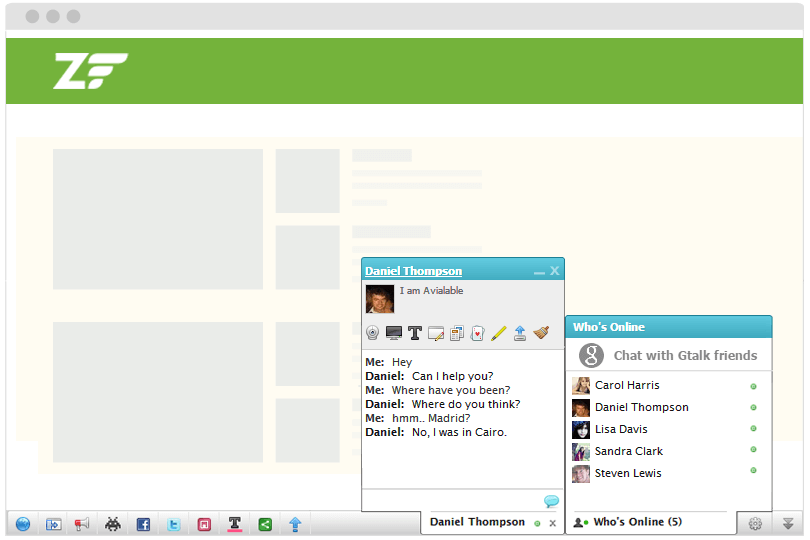 ZF
Daniel Thompson
I am Avialable
Me: Hey
Daniel: Can I help you?
Me: Where have you been?
Daniel: Where do you think?
Me: hmm.. Madrid?
Daniel: No, I was in Cairo.
Daniel Thompson
x
Who's Online
g Chat with Gtalk friends
Carol Harris
Daniel Thompson
Lisa Davis
Sandra Clark
Steven Lewis
Who's Online (5)